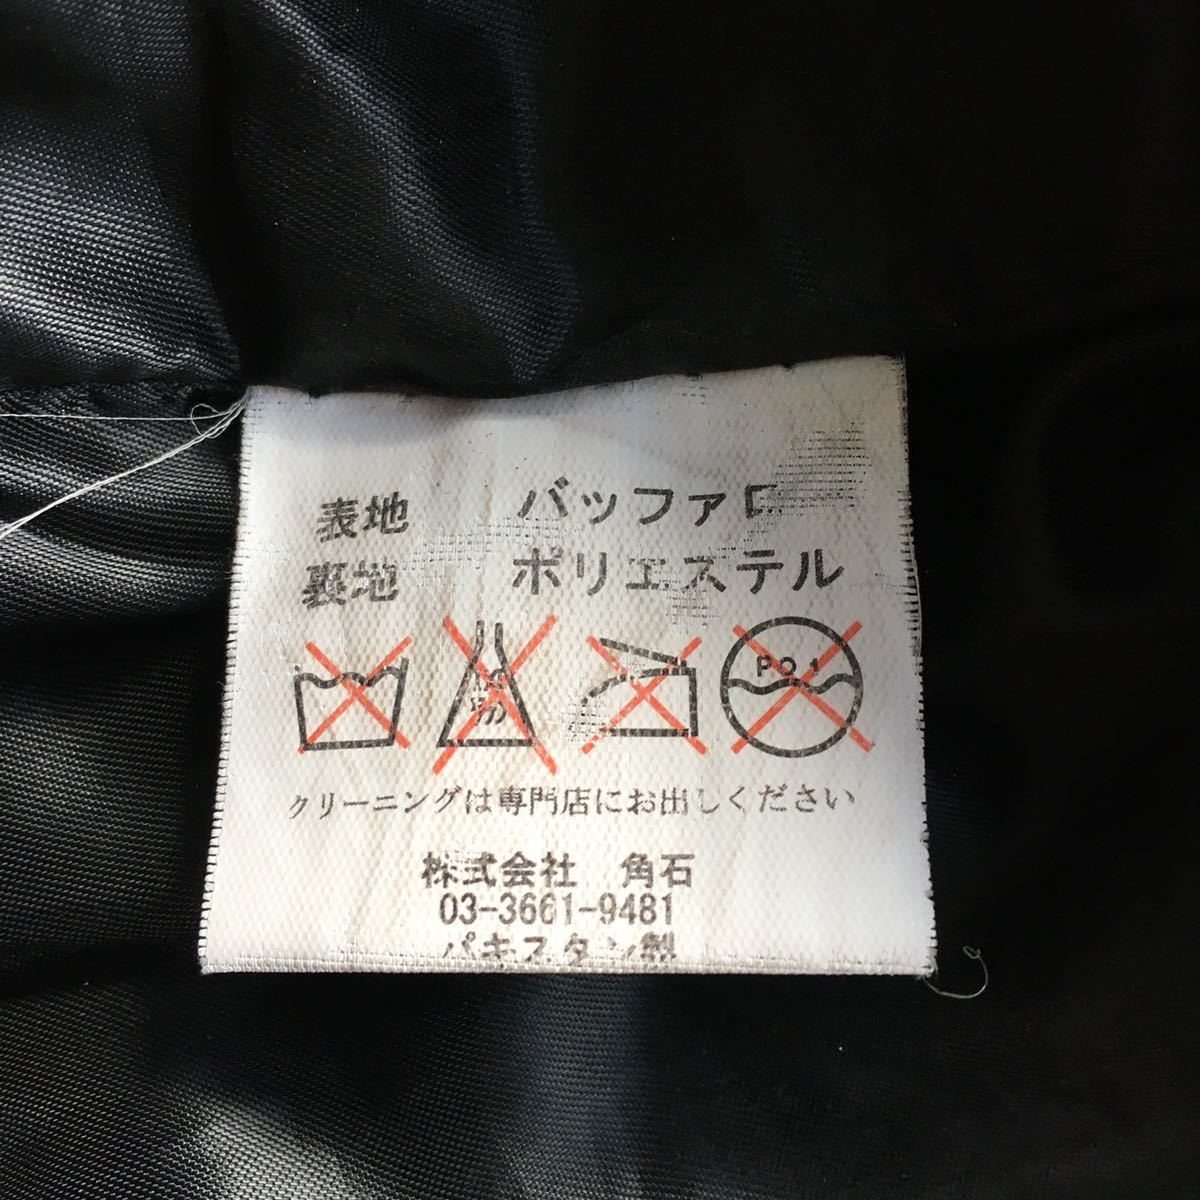 表地 バッファロ
裏地 ポリエステル
クリーニングは専門店にお出しください
株式会社 角石
03-3661-9481
パキスタン製